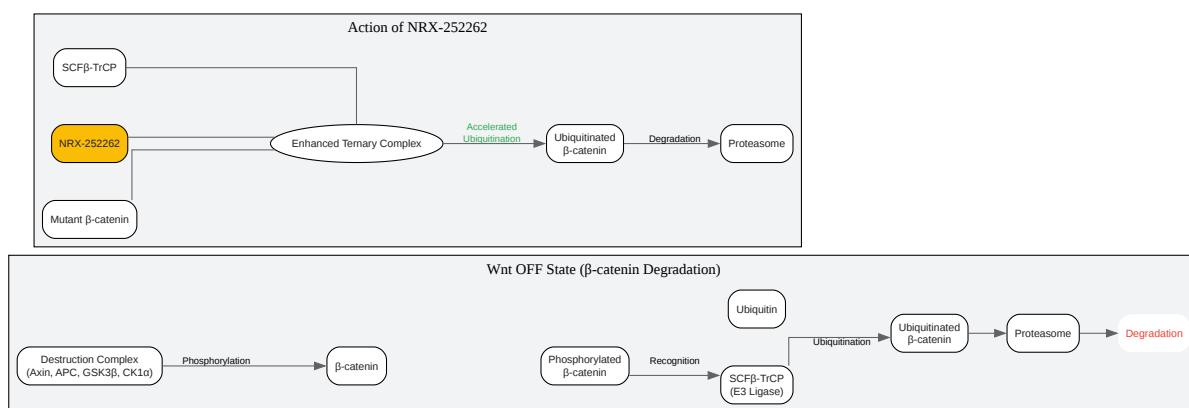 Action of NRX-252262
SCFβ-TrCP
NRX-252262
Mutant β-catenin
Enhanced Ternary Complex
Accelerated
Ubiquitination
Ubiquitinated
β-catenin
Degradation
Proteasome
Wnt OFF State (β-catenin Degradation)
Destruction Complex
(Axin, APC, GSK3β, CK1α)
Phosphorylation
β-catenin
Phosphorylated
β-catenin
Recognition
Ubiquitin
SCFβ-TrCP
(E3 Ligase)
Ubiquitination
Ubiquitinated
β-catenin
Proteasome
Degradation